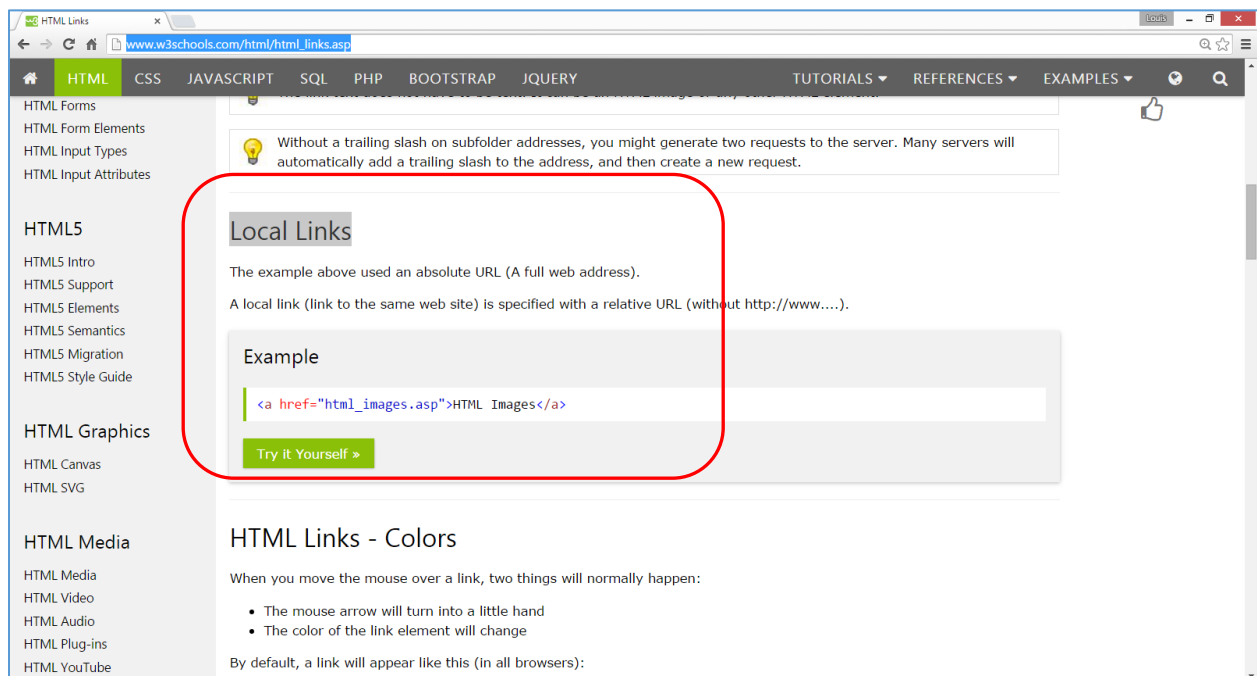 HTML Links
Louis
www.w3schools.com/html/html_links.asp
HTML CSS JAVASCRIPT SQL PHP BOOTSTRAP JQUERY TUTORIALS REFERENCES EXAMPLES
HTML Forms
HTML Form Elements
HTML Input Types
HTML Input Attributes
HTML5
HTML5 Intro
HTML5 Support
HTML5 Elements
HTML5 Semantics
HTML5 Migration
HTML5 Style Guide
HTML Graphics
HTML Canvas
HTML SVG
HTML Media
HTML Media
HTML Video
HTML Audio
HTML Plug-ins
HTML YouTube
Without a trailing slash on subfolder addresses, you might generate two requests to the server. Many servers will
automatically add a trailing slash to the address, and then create a new request.
Local Links
The example above used an absolute URL (A full web address).
A local link (link to the same web site) is specified with a relative URL (without http://www....).
Example
<a href="html_images.asp">HTML Images</a>
Try it Yourself »
HTML Links - Colors
When you move the mouse over a link, two things will normally happen:
• The mouse arrow will turn into a little hand
• The color of the link element will change
By default, a link will appear like this (in all browsers):